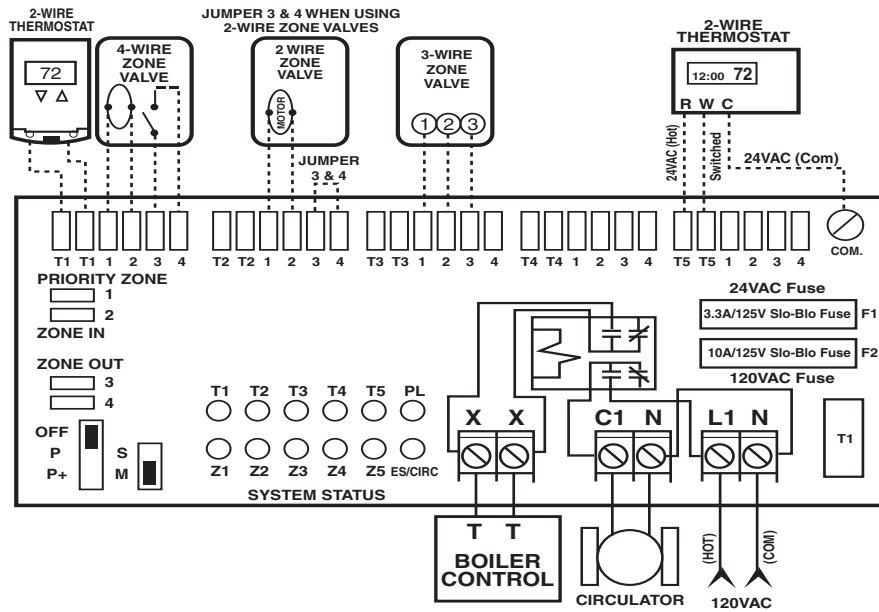 2-WIRE
THERMOSTAT
72
4-WIRE
ZONE
VALVE
JUMPER 3 & 4 WHEN USING
2-WIRE ZONE VALVES
2 WIRE
ZONE
VALVE
MOTOR
JUMPER
3 & 4
3-WIRE
ZONE
VALVE
1 2 3
2-WIRE
THERMOSTAT
12:00 72
R W C
24VAC (Hot)
Switched
24VAC (Com)
T1 T1 1 2 3 4
T2 T2 1 2 3 4
T3 T3 1 2 3 4
T4 T4 1 2 3 4
T5 T5 1 2 3 4
COM.
PRIORITY ZONE
1
2
ZONE IN
ZONE OUT
3
4
OFF
P
P+
S
M
T1 T2 T3 T4 T5 PL
Z1 Z2 Z3 Z4 Z5 ES/CIRC
SYSTEM STATUS
24VAC Fuse
3.3A/125V Slo-Blo Fuse F1
10A/125V Slo-Blo Fuse F2
120VAC Fuse
X X
C1 N
L1 N
T1
T T
BOILER
CONTROL
CIRCULATOR
(HOT)
(COM)
120VAC